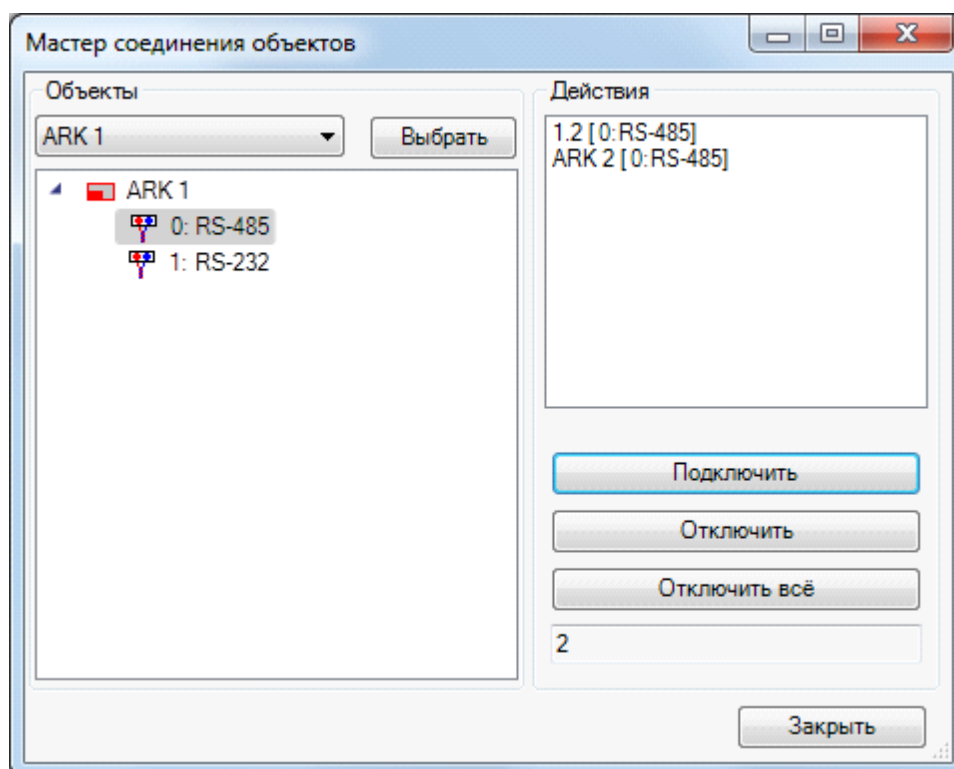 Мастер соединения объектов
Объекты
ARK 1
Выбрать
ARK 1
0: RS-485
1: RS-232
Действия
1.2 [ 0: RS-485]
ARK 2 [ 0: RS-485]
Подключить
Отключить
Отключить всё
2
Закрыть